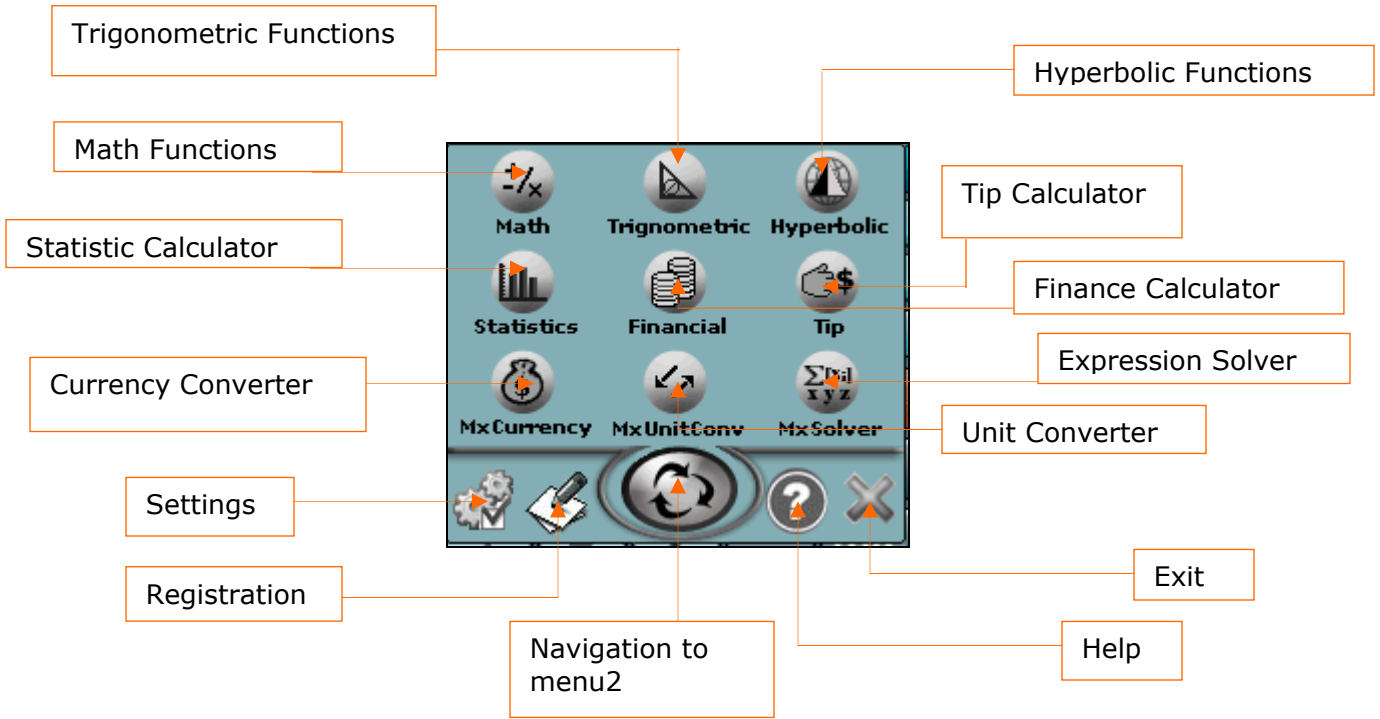 Trigonometric Functions
Hyperbolic Functions
Math Functions
Tip Calculator
Statistic Calculator
Finance Calculator
Currency Converter
Expression Solver
Unit Converter
Settings
Registration
Navigation to
menu2
Help
Exit
Math Trignometric Hyperbolic
Statistics Financial Tip
MxCurrency MxUnitConv MxSolver
+
-/x
$
$
Σ[%]
x y z
?